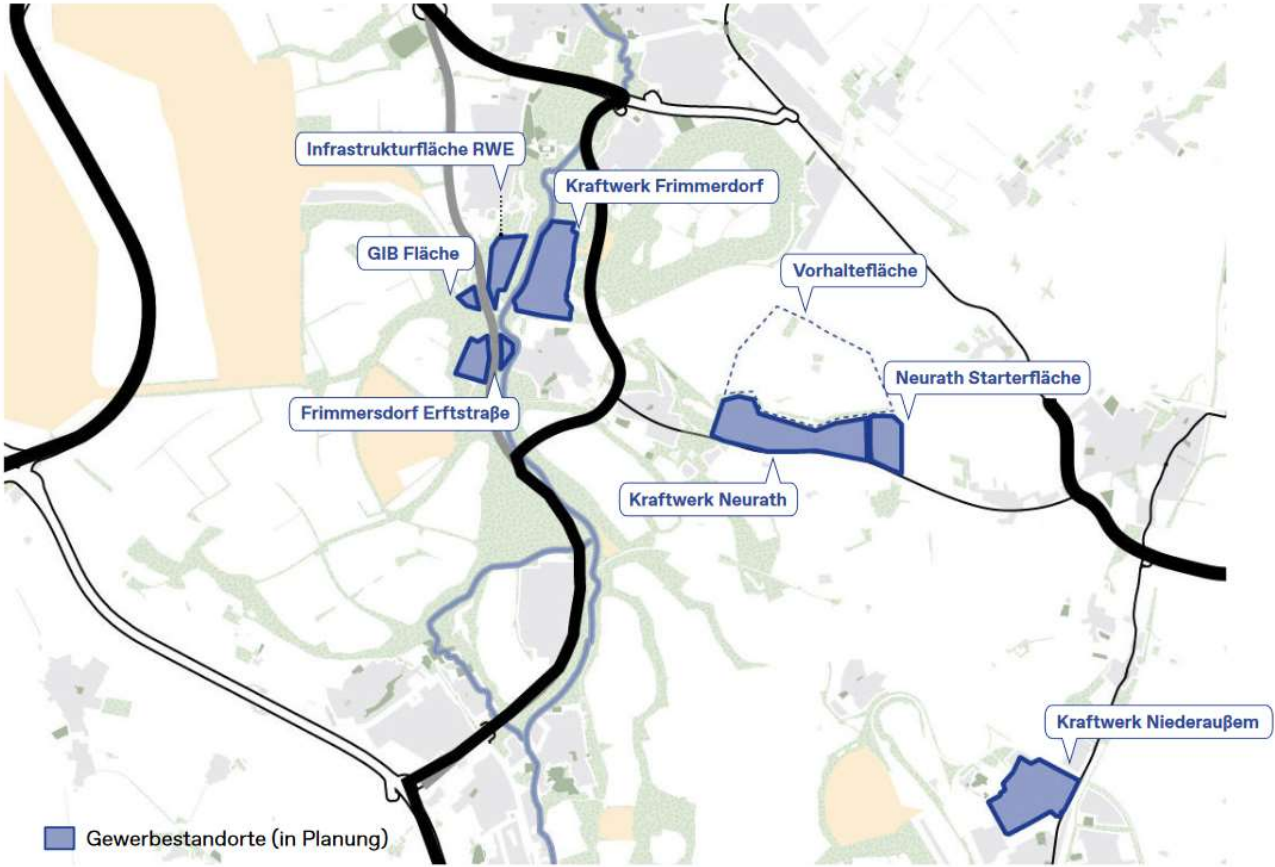 Infrastrukturfläche RWE
Kraftwerk Frimmerdorf
GIB Fläche
Vorhaltefläche
Neurath Starterfläche
Frimmersdorf Erftstraße
Kraftwerk Neurath
Kraftwerk Niederaußem
Gewerbestandorte (in Planung)